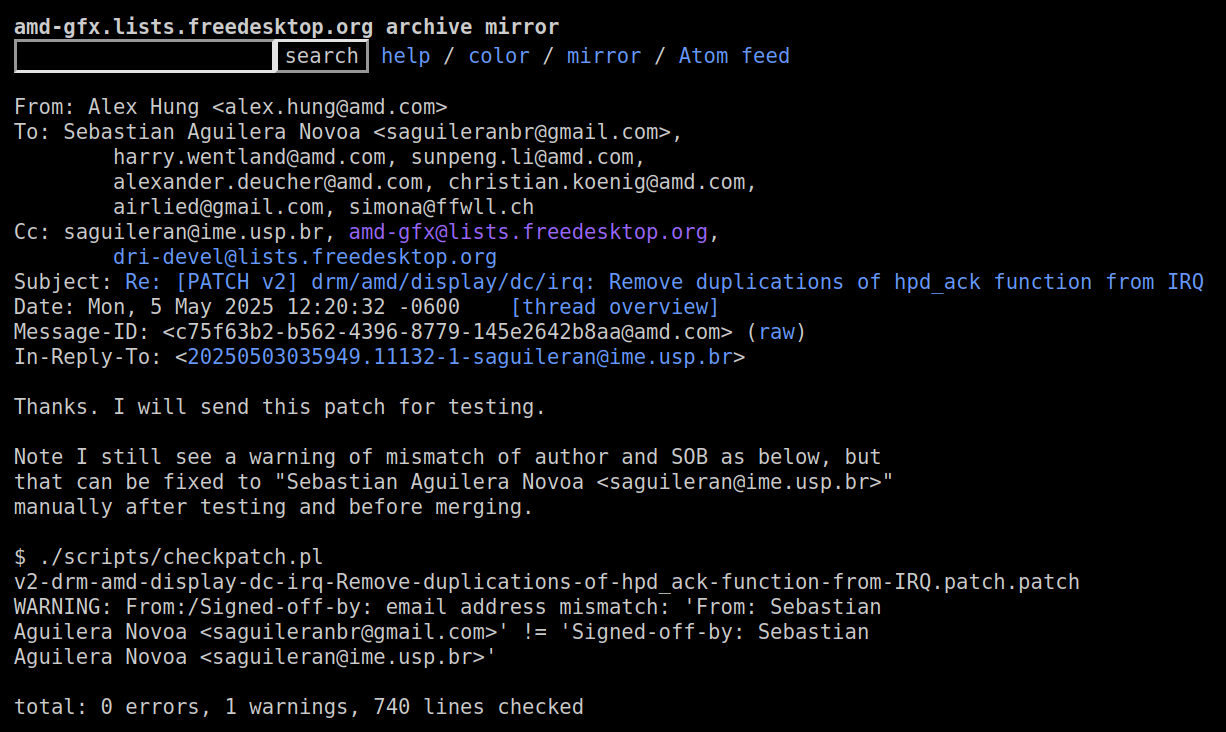 amd-gfx.lists.freedesktop.org archive mirror
search help / color / mirror / Atom feed
From: Alex Hung <alex.hung@amd.com>
To: Sebastian Aguilera Novoa <saguileranbr@gmail.com>,
harry.wentland@amd.com, sunpeng.li@amd.com,
alexander.deucher@amd.com, christian.koenig@amd.com,
airlied@gmail.com, simona@ffwll.ch
Cc: saguileran@ime.usp.br, amd-gfx@lists.freedesktop.org,
dri-devel@lists.freedesktop.org
Subject: Re: [PATCH v2] drm/amd/display/dc/irq: Remove duplications of hpd_ack function from IRQ
Date: Mon, 5 May 2025 12:20:32 -0600    [thread overview]
Message-ID: <c75f63b2-b562-4396-8779-145e2642b8aa@amd.com> (raw)
In-Reply-To: <20250503035949.11132-1-saguileran@ime.usp.br>
Thanks. I will send this patch for testing.
Note I still see a warning of mismatch of author and SOB as below, but
that can be fixed to "Sebastian Aguilera Novoa <saguileran@ime.usp.br>"
manually after testing and before merging.
$ ./scripts/checkpatch.pl
v2-drm-amd-display-dc-irq-Remove-duplications-of-hpd_ack-function-from-IRQ.patch.patch
WARNING: From:/Signed-off-by: email address mismatch: 'From: Sebastian
Aguilera Novoa <saguileranbr@gmail.com>' != 'Signed-off-by: Sebastian
Aguilera Novoa <saguileran@ime.usp.br>'
total: 0 errors, 1 warnings, 740 lines checked